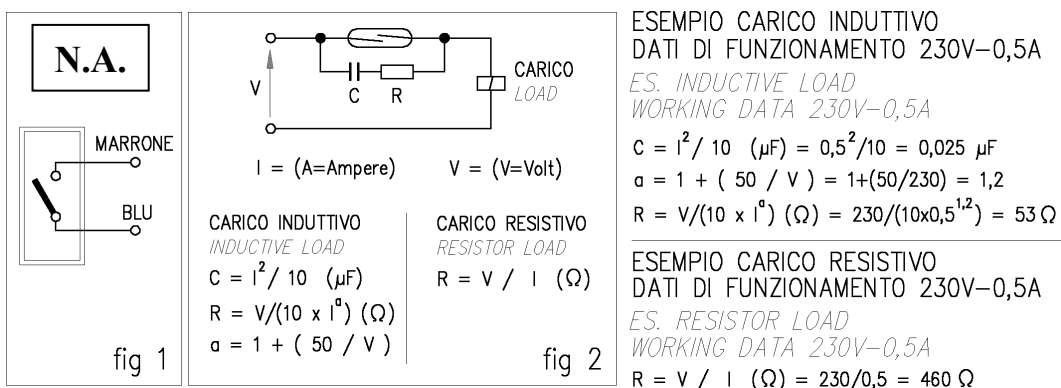 N.A.
MARRONE
BLU
fig 1
V
C R
CARICO
LOAD
I = (A=Ampere) V = (V=Volt)
CARICO INDUTTIVO
INDUCTIVE LOAD
C = I²/ 10 (µF)
R = V/(10 x Iª) (Ω)
a = 1 + ( 50 / V )
CARICO RESISTIVO
RESISTOR LOAD
R = V / I (Ω)
fig 2
ESEMPIO CARICO INDUTTIVO
DATI DI FUNZIONAMENTO 230V-0,5A
ES. INDUCTIVE LOAD
WORKING DATA 230V-0,5A
C = I²/ 10 (µF) = 0,5²/10 = 0,025 µF
a = 1 + ( 50 / V ) = 1+(50/230) = 1,2
R = V/(10 x Iª) (Ω) = 230/(10x0,5¹,²) = 53 Ω
ESEMPIO CARICO RESISTIVO
DATI DI FUNZIONAMENTO 230V-0,5A
ES. RESISTOR LOAD
WORKING DATA 230V-0,5A
R = V / I (Ω) = 230/0,5 = 460 Ω